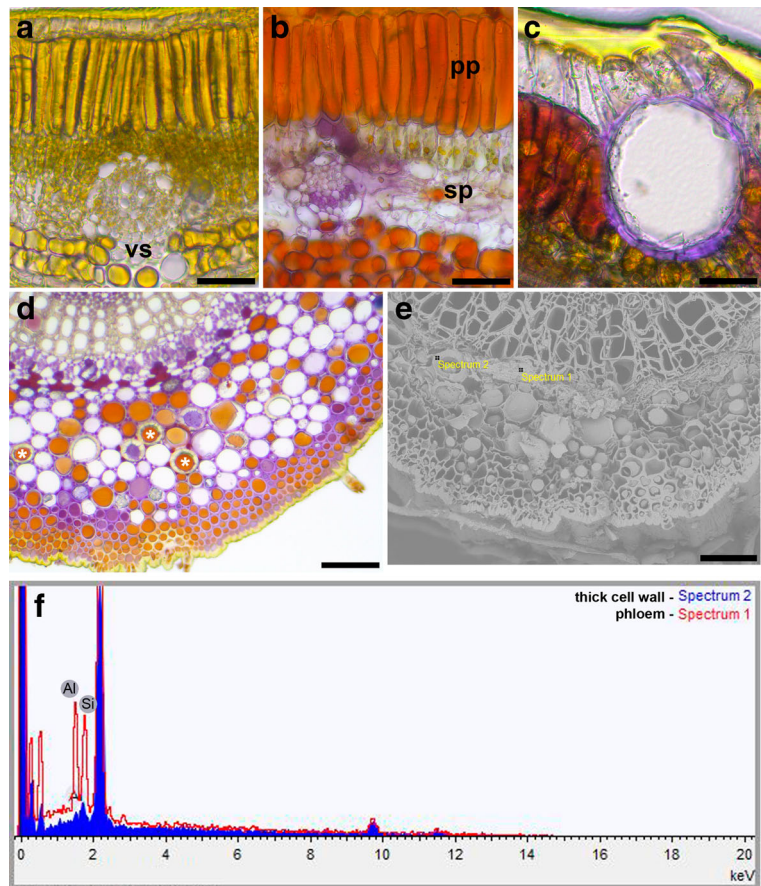 a
b
c
pp
sp
vs
d
e
* * *
Spectrum 2
Spectrum 1
f
thick cell wall - Spectrum 2
phloem - Spectrum 1
Al
Si
0 2 4 6 8 10 12 14 16 18 20
keV